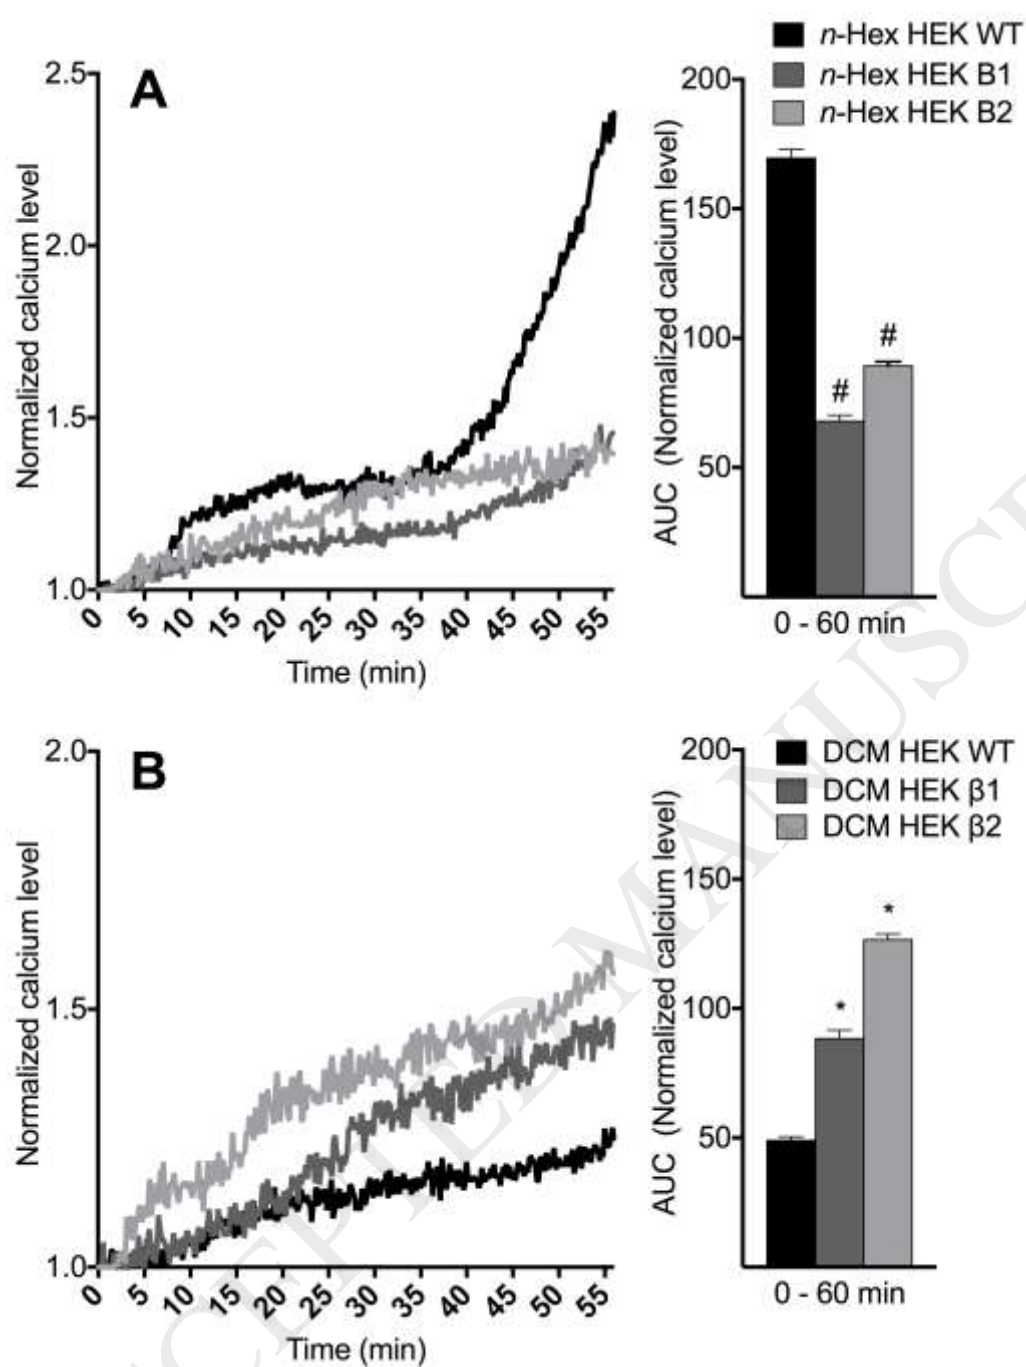 A
Normalized calcium level
2.5
2.0
1.5
1.0
0 5 10 15 20 25 30 35 40 45 50 55
Time (min)
n-Hex HEK WT
n-Hex HEK B1
n-Hex HEK B2
AUC (Normalized calcium level)
200
150
100
50
#
#
0 - 60 min
B
Normalized calcium level
2.0
1.5
1.0
0 5 10 15 20 25 30 35 40 45 50 55
Time (min)
DCM HEK WT
DCM HEK β1
DCM HEK β2
AUC (Normalized calcium level)
200
150
100
50
*
*
0 - 60 min
CEPTED MANUSC